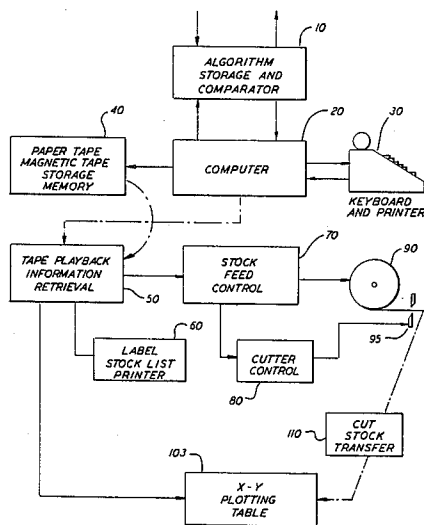 10
ALGORITHM
STORAGE AND
COMPARATOR
40
20
30
PAPER TAPE
MAGNETIC TAPE
STORAGE
MEMORY
COMPUTER
KEYBOARD
AND PRINTER
70
90
TAPE PLAYBACK
INFORMATION
RETRIEVAL
50
STOCK
FEED
CONTROL
60
95
LABEL
STOCK LIST
PRINTER
CUTTER
CONTROL
80
110
CUT
STOCK
TRANSFER
103
X-Y
PLOTTING
TABLE